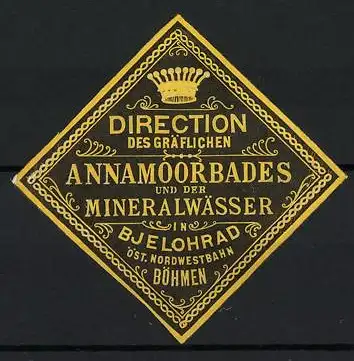 DIRECTION
DES GRÄFLICHEN
ANNAMOORBADES
UND DER
MINERALWÄSSER
IN
BJELOHRAD
ÖST. NORDWESTBAHN
BÖHMEN